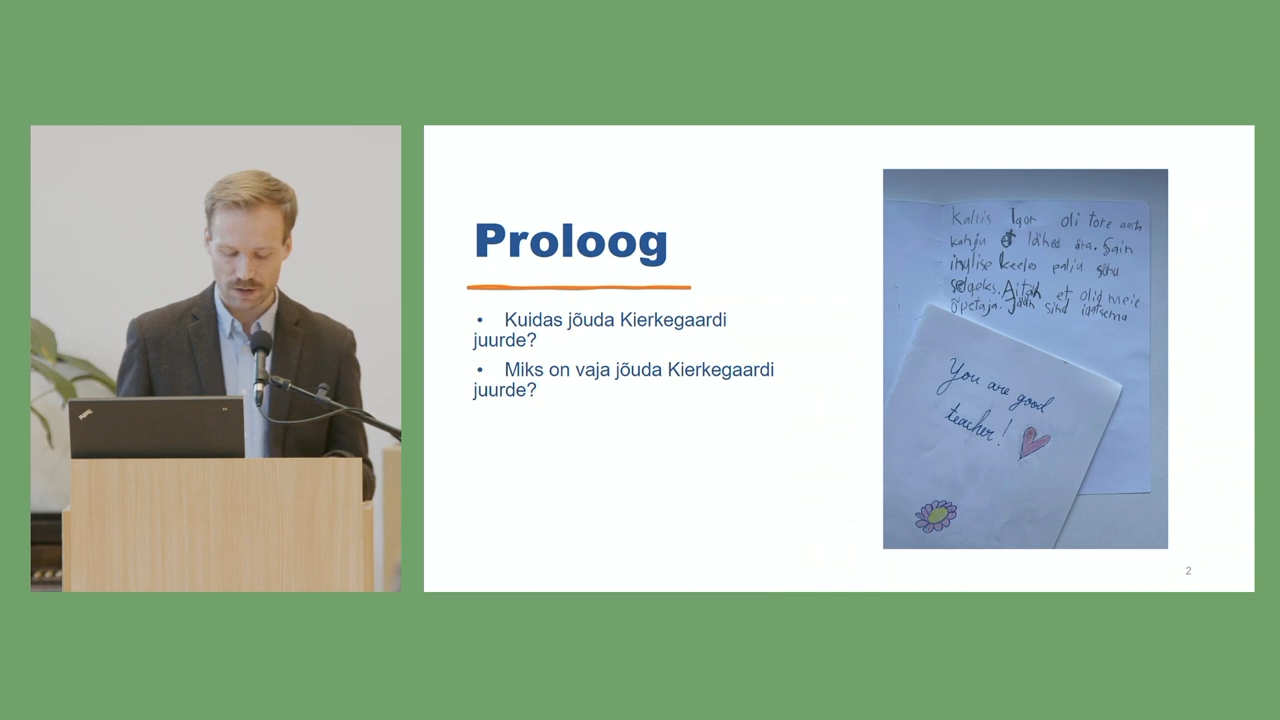 Proloog
• Kuidas jõuda Kierkegaardi
juurde?
• Miks on vaja jõuda Kierkegaardi
juurde?
Kallis Igor oli tore
kahju et lähed ära. Sain
inglise keeles palju sõnu
selgeks. Aitäh et olid meie
õpetaja. Jään sind igatsema
You are good
teacher!
2